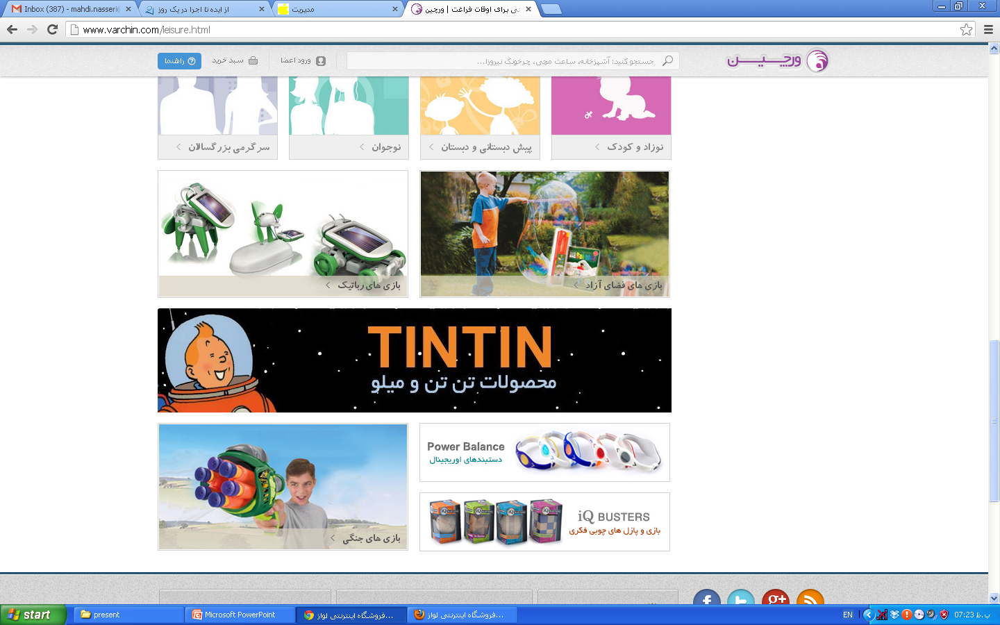 Inbox (387) - mahdi.nasseri@
از ایده تا اجرا در یک روز
مدیریت
حی برای اوقات فراغت | ورچین
www.varchin.com/leisure.html
ورچین
جستجو کنید: آشپزخانه، ساعت مچی، چرخونک نیروزا...
ورود اعضا
سبد خرید
راهنما
نوزاد و کودک
پیش دبستانی و دبستان
نوجوان
سرگرمی بزرگسالان
بازی های فضای آزاد
بازی های رباتیک
TINTIN
محصولات تن تن و میلو
Power Balance
دستبندهای اوریجینال
iQ BUSTERS
بازی و پازل های چوبی فکری
بازی های جنگی
start
present
Microsoft PowerPoint
فروشگاه اینترنتی لواز...
فروشگاه اینترنتی لواز...
EN
07:23 ب.ظ